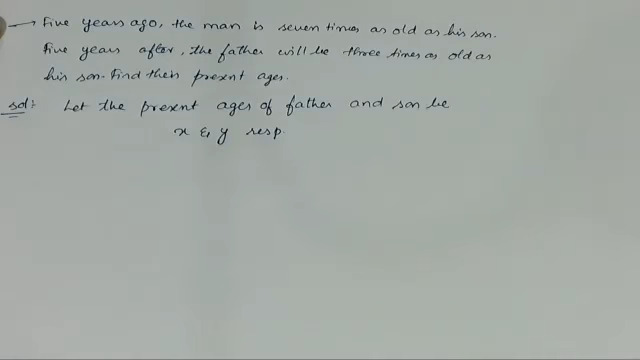 → Five years ago, the man is seven times as old as his son.
Five years after, the father will be three times as old as
his son. Find their present ages.
Sol: Let the present ages of father and son be
x & y resp.